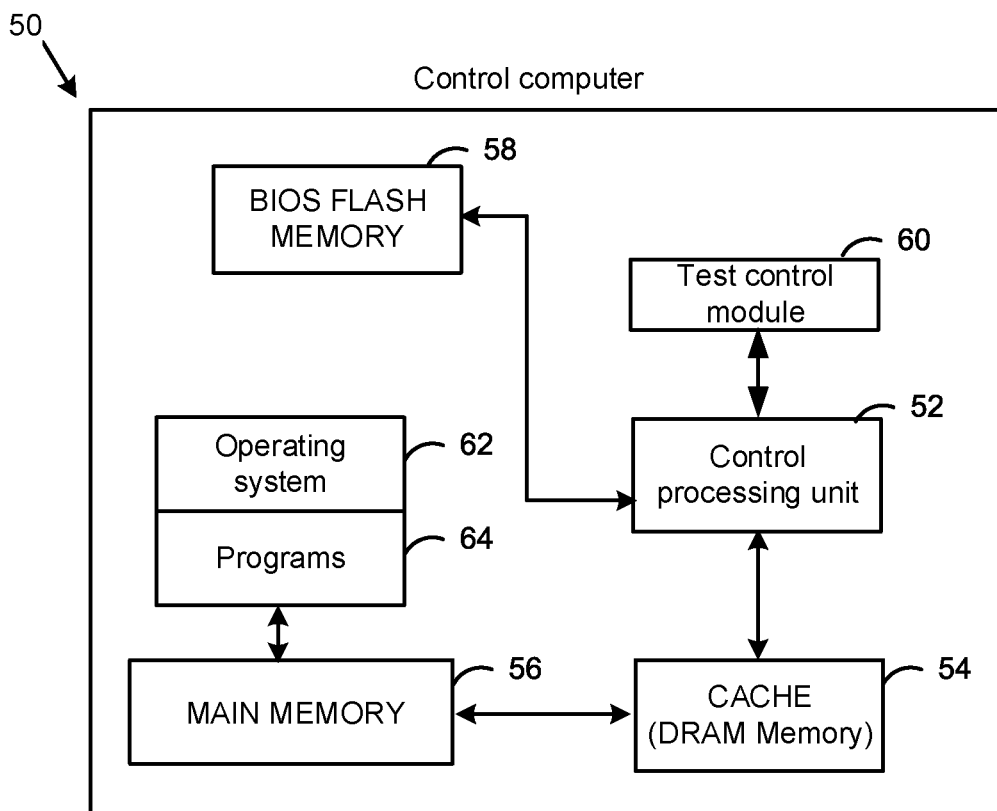 50
Control computer
58
BIOS FLASH
MEMORY
60
Test control
module
52
Control
processing unit
Operating
system
62
Programs
64
MAIN MEMORY
56
CACHE
(DRAM Memory)
54